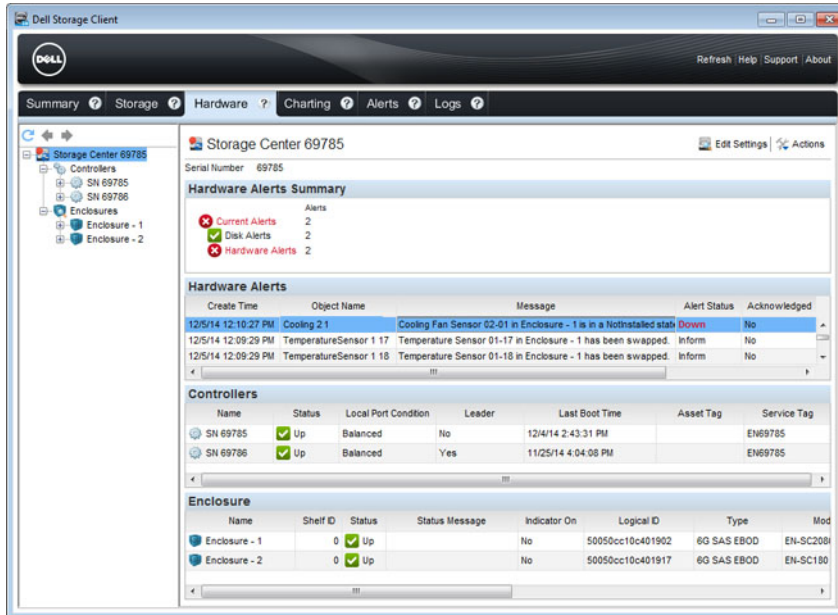 Dell Storage Client
DELL
Refresh | Help | Support | About
Summary ? Storage ? Hardware ? Charting ? Alerts ? Logs ?
Storage Center 69785
Controllers
SN 69785
SN 69786
Enclosures
Enclosure - 1
Enclosure - 2
Storage Center 69785
Edit Settings | Actions
Serial Number 69785
Hardware Alerts Summary
Alerts
Current Alerts 2
Disk Alerts 2
Hardware Alerts 2
Hardware Alerts
Create Time Object Name Message Alert Status Acknowledged
12/5/14 12:10:27 PM Cooling 2 1 Cooling Fan Sensor 02-01 in Enclosure - 1 is in a NotInstalled stat Down No
12/5/14 12:09:29 PM TemperatureSensor 1 17 Temperature Sensor 01-17 in Enclosure - 1 has been swapped. Inform No
12/5/14 12:09:29 PM TemperatureSensor 1 18 Temperature Sensor 01-18 in Enclosure - 1 has been swapped. Inform No
Controllers
Name Status Local Port Condition Leader Last Boot Time Asset Tag Service Tag
SN 69785 Up Balanced No 12/4/14 2:43:31 PM EN69785
SN 69786 Up Balanced Yes 11/25/14 4:04:08 PM EN69785
Enclosure
Name Shelf ID Status Status Message Indicator On Logical ID Type Mod
Enclosure - 1 0 Up No 50050cc10c401902 6G SAS EBOD EN-SC208
Enclosure - 2 0 Up No 50050cc10c401917 6G SAS EBOD EN-SC180